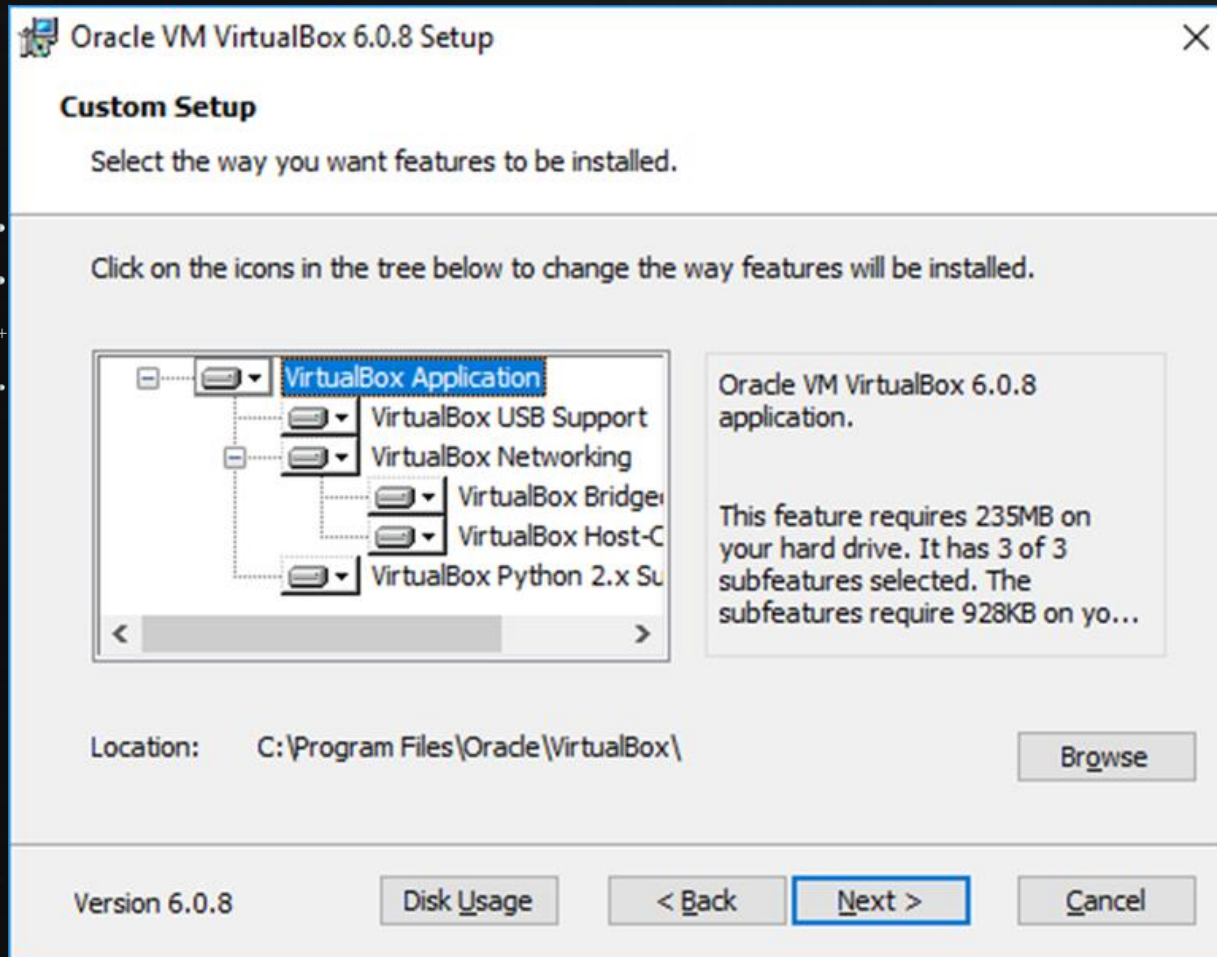 Oracle VM VirtualBox 6.0.8 Setup
Custom Setup
Select the way you want features to be installed.
Click on the icons in the tree below to change the way features will be installed.
VirtualBox Application
VirtualBox USB Support
VirtualBox Networking
VirtualBox Bridge
VirtualBox Host-C
VirtualBox Python 2.x Su
Oracle VM VirtualBox 6.0.8
application.
This feature requires 235MB on
your hard drive. It has 3 of 3
subfeatures selected. The
subfeatures require 928KB on yo...
Location: C:\Program Files\Oracle\VirtualBox\
Browse
Version 6.0.8
Disk Usage
< Back
Next >
Cancel